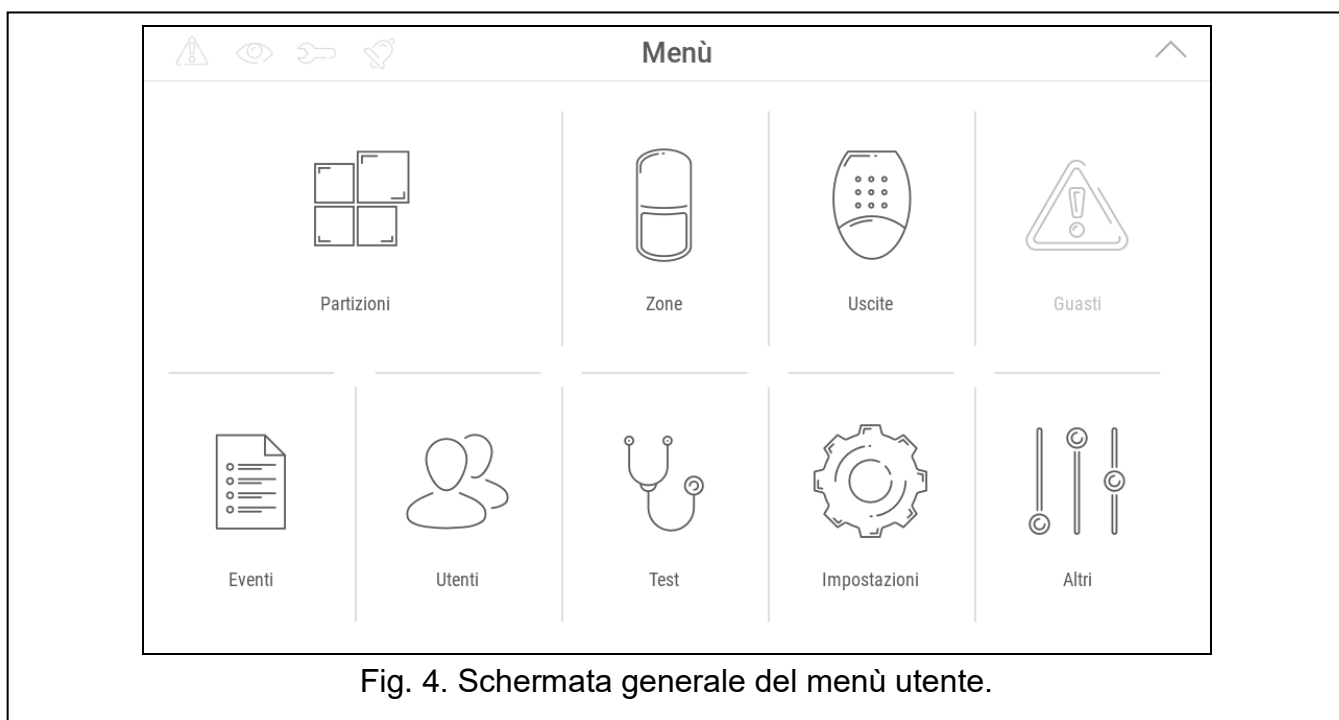 Menù
Partizioni
Zone
Uscite
Guasti
Eventi
Utenti
Test
Impostazioni
Altri
Fig. 4. Schermata generale del menù utente.